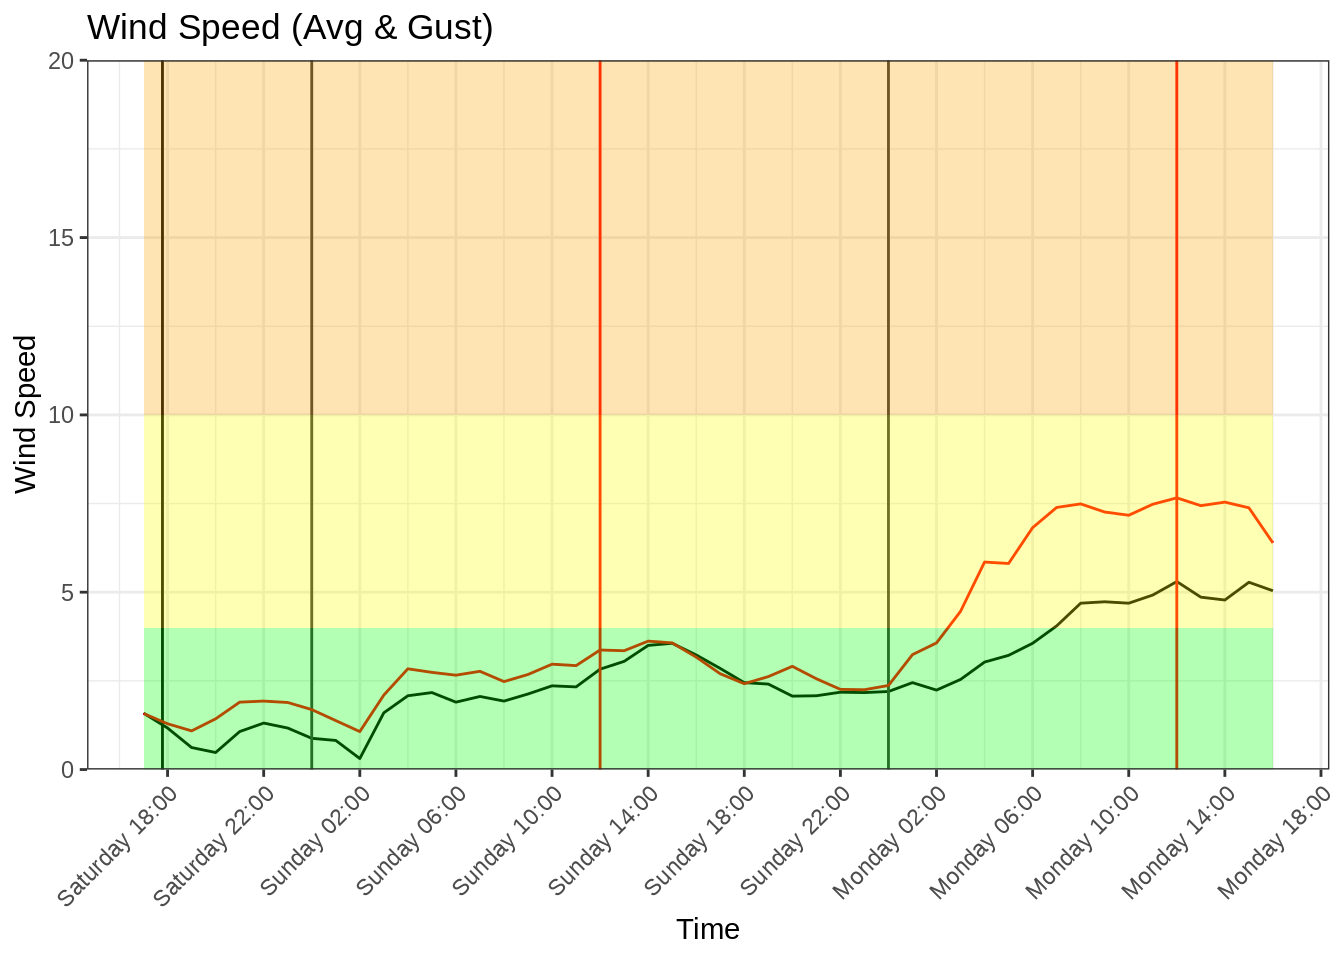 Wind Speed (Avg & Gust)
20
15
10
5
0
Wind Speed
Saturday 18:00
Saturday 22:00
Sunday 02:00
Sunday 06:00
Sunday 10:00
Sunday 14:00
Sunday 18:00
Sunday 22:00
Monday 02:00
Monday 06:00
Monday 10:00
Monday 14:00
Monday 18:00
Time